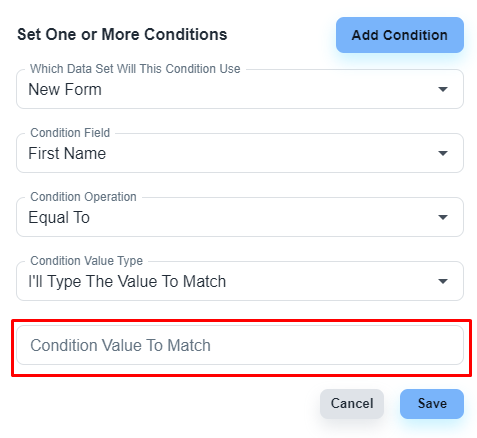 Set One or More Conditions
Add Condition
Which Data Set Will This Condition Use
New Form
Condition Field
First Name
Condition Operation
Equal To
Condition Value Type
I'll Type The Value To Match
Condition Value To Match
Cancel
Save